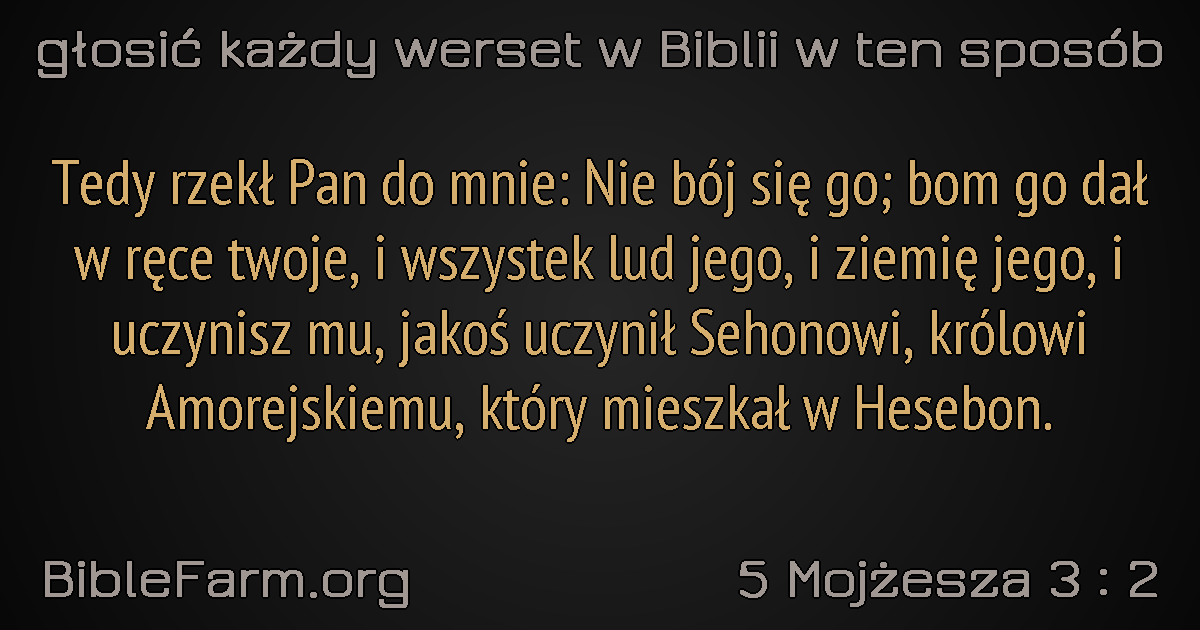 głosić każdy werset w Biblii w ten sposób
Tedy rzekł Pan do mnie: Nie bój się go; bom go dał
w ręce twoje, i wszystek lud jego, i ziemię jego, i
uczynisz mu, jakoś uczynił Sehonowi, królowi
Amorejskiemu, który mieszkał w Hesebon.
BibleFarm.org
5 Mojżesza 3 : 2